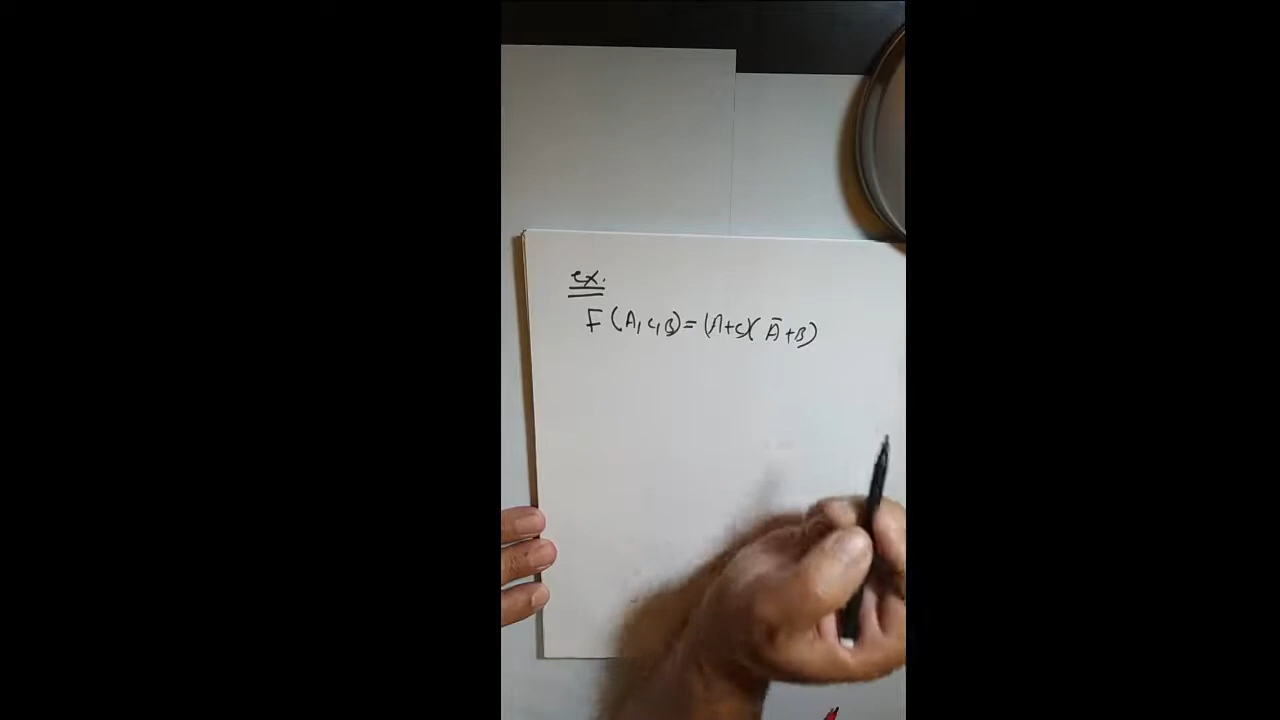 ex.
F (A, C, B) = (A+C)( Ā +B)